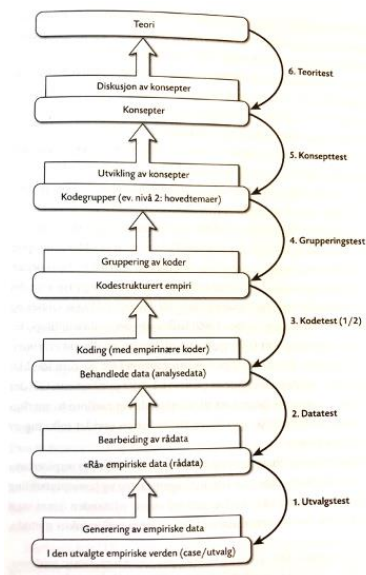 Teori
6. Teoritest
Diskusjon av konsepter
Konsepter
5. Konsepttest
Utvikling av konsepter
Kodegrupper (ev. nivå 2: hovedtemaer)
4. Grupperingstest
Gruppering av koder
Kodestrukturert empiri
3. Kodetest (1/2)
Koding (med empirinære koder)
Behandlede data (analysedata)
2. Datatest
Bearbeiding av rådata
«Rå» empiriske data (rådata)
1. Utvalgstest
Generering av empiriske data
I den utvalgte empiriske verden (case/utvalg)